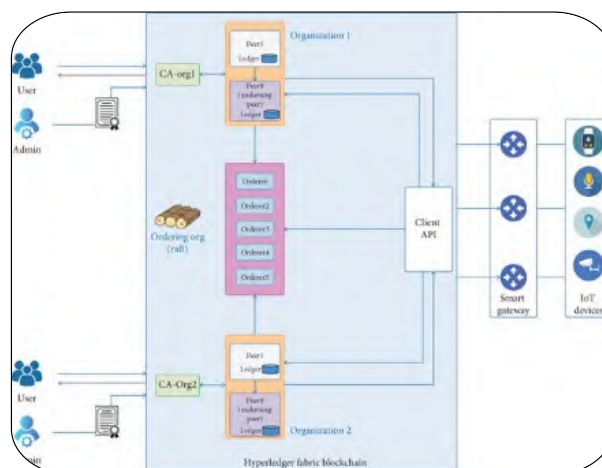 Organization 1
Peer1
Ledger
CA-org1
Peer0
(endorsing
peer)
Ledger
User
Admin
Orderer
Orderer2
Orderer3
Orderer4
Orderer5
Ordering org
(raft)
Client
API
Smart
gateway
IoT
devices
Peer1
Ledger
CA-Org2
Peer0
(endorsing
peer)
Ledger
User
Admin
Organization 2
Hyperledger fabric blockchain